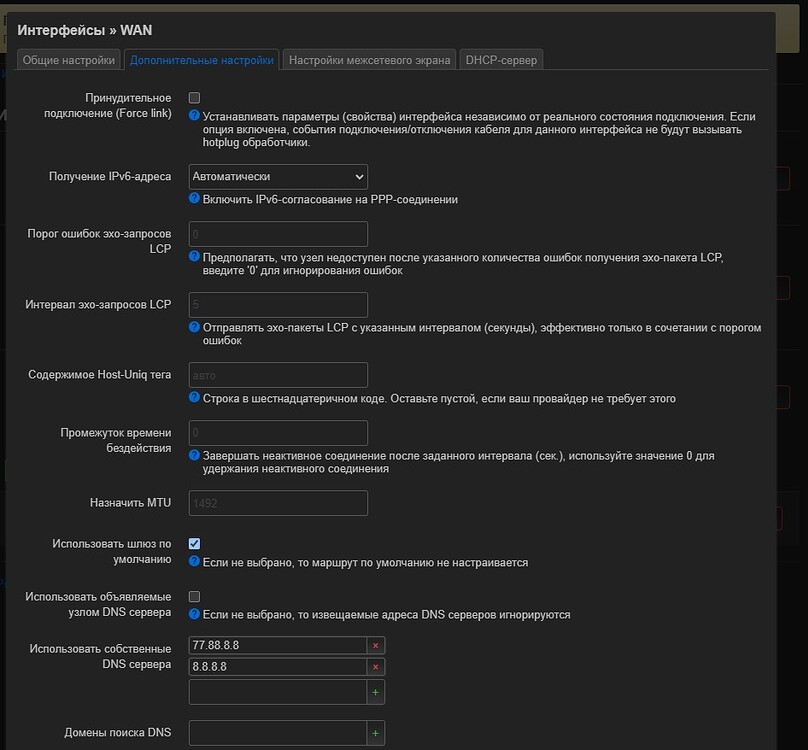 Интерфейсы » WAN
Общие настройки
Дополнительные настройки
Настройки межсетевого экрана
DHCP-сервер
Принудительное
подключение (Force link)
Устанавливать параметры (свойства) интерфейса независимо от реального состояния подключения. Если
опция включена, события подключения/отключения кабеля для данного интерфейса не будут вызывать
hotplug обработчики.
Получение IPv6-адреса
Автоматически
Включить IPv6-согласование на PPP-соединении
Порог ошибок эхо-запросов
LCP
0
Предполагать, что узел недоступен после указанного количества ошибок получения эхо-пакета LCP,
введите '0' для игнорирования ошибок
Интервал эхо-запросов LCP
5
Отправлять эхо-пакеты LCP с указанным интервалом (секунды), эффективно только в сочетании с порогом
ошибок
Содержимое Host-Uniq тега
авто
Строка в шестнадцатеричном коде. Оставьте пустой, если ваш провайдер не требует этого
Промежуток времени
бездействия
0
Завершать неактивное соединение после заданного интервала (сек.), используйте значение 0 для
удержания неактивного соединения
Назначить MTU
1492
Использовать шлюз по
умолчанию
Если не выбрано, то маршрут по умолчанию не настраивается
Использовать объявляемые
узлом DNS сервера
Если не выбрано, то извещаемые адреса DNS серверов игнорируются
Использовать собственные
DNS сервера
77.88.8.8
8.8.8.8
Домены поиска DNS